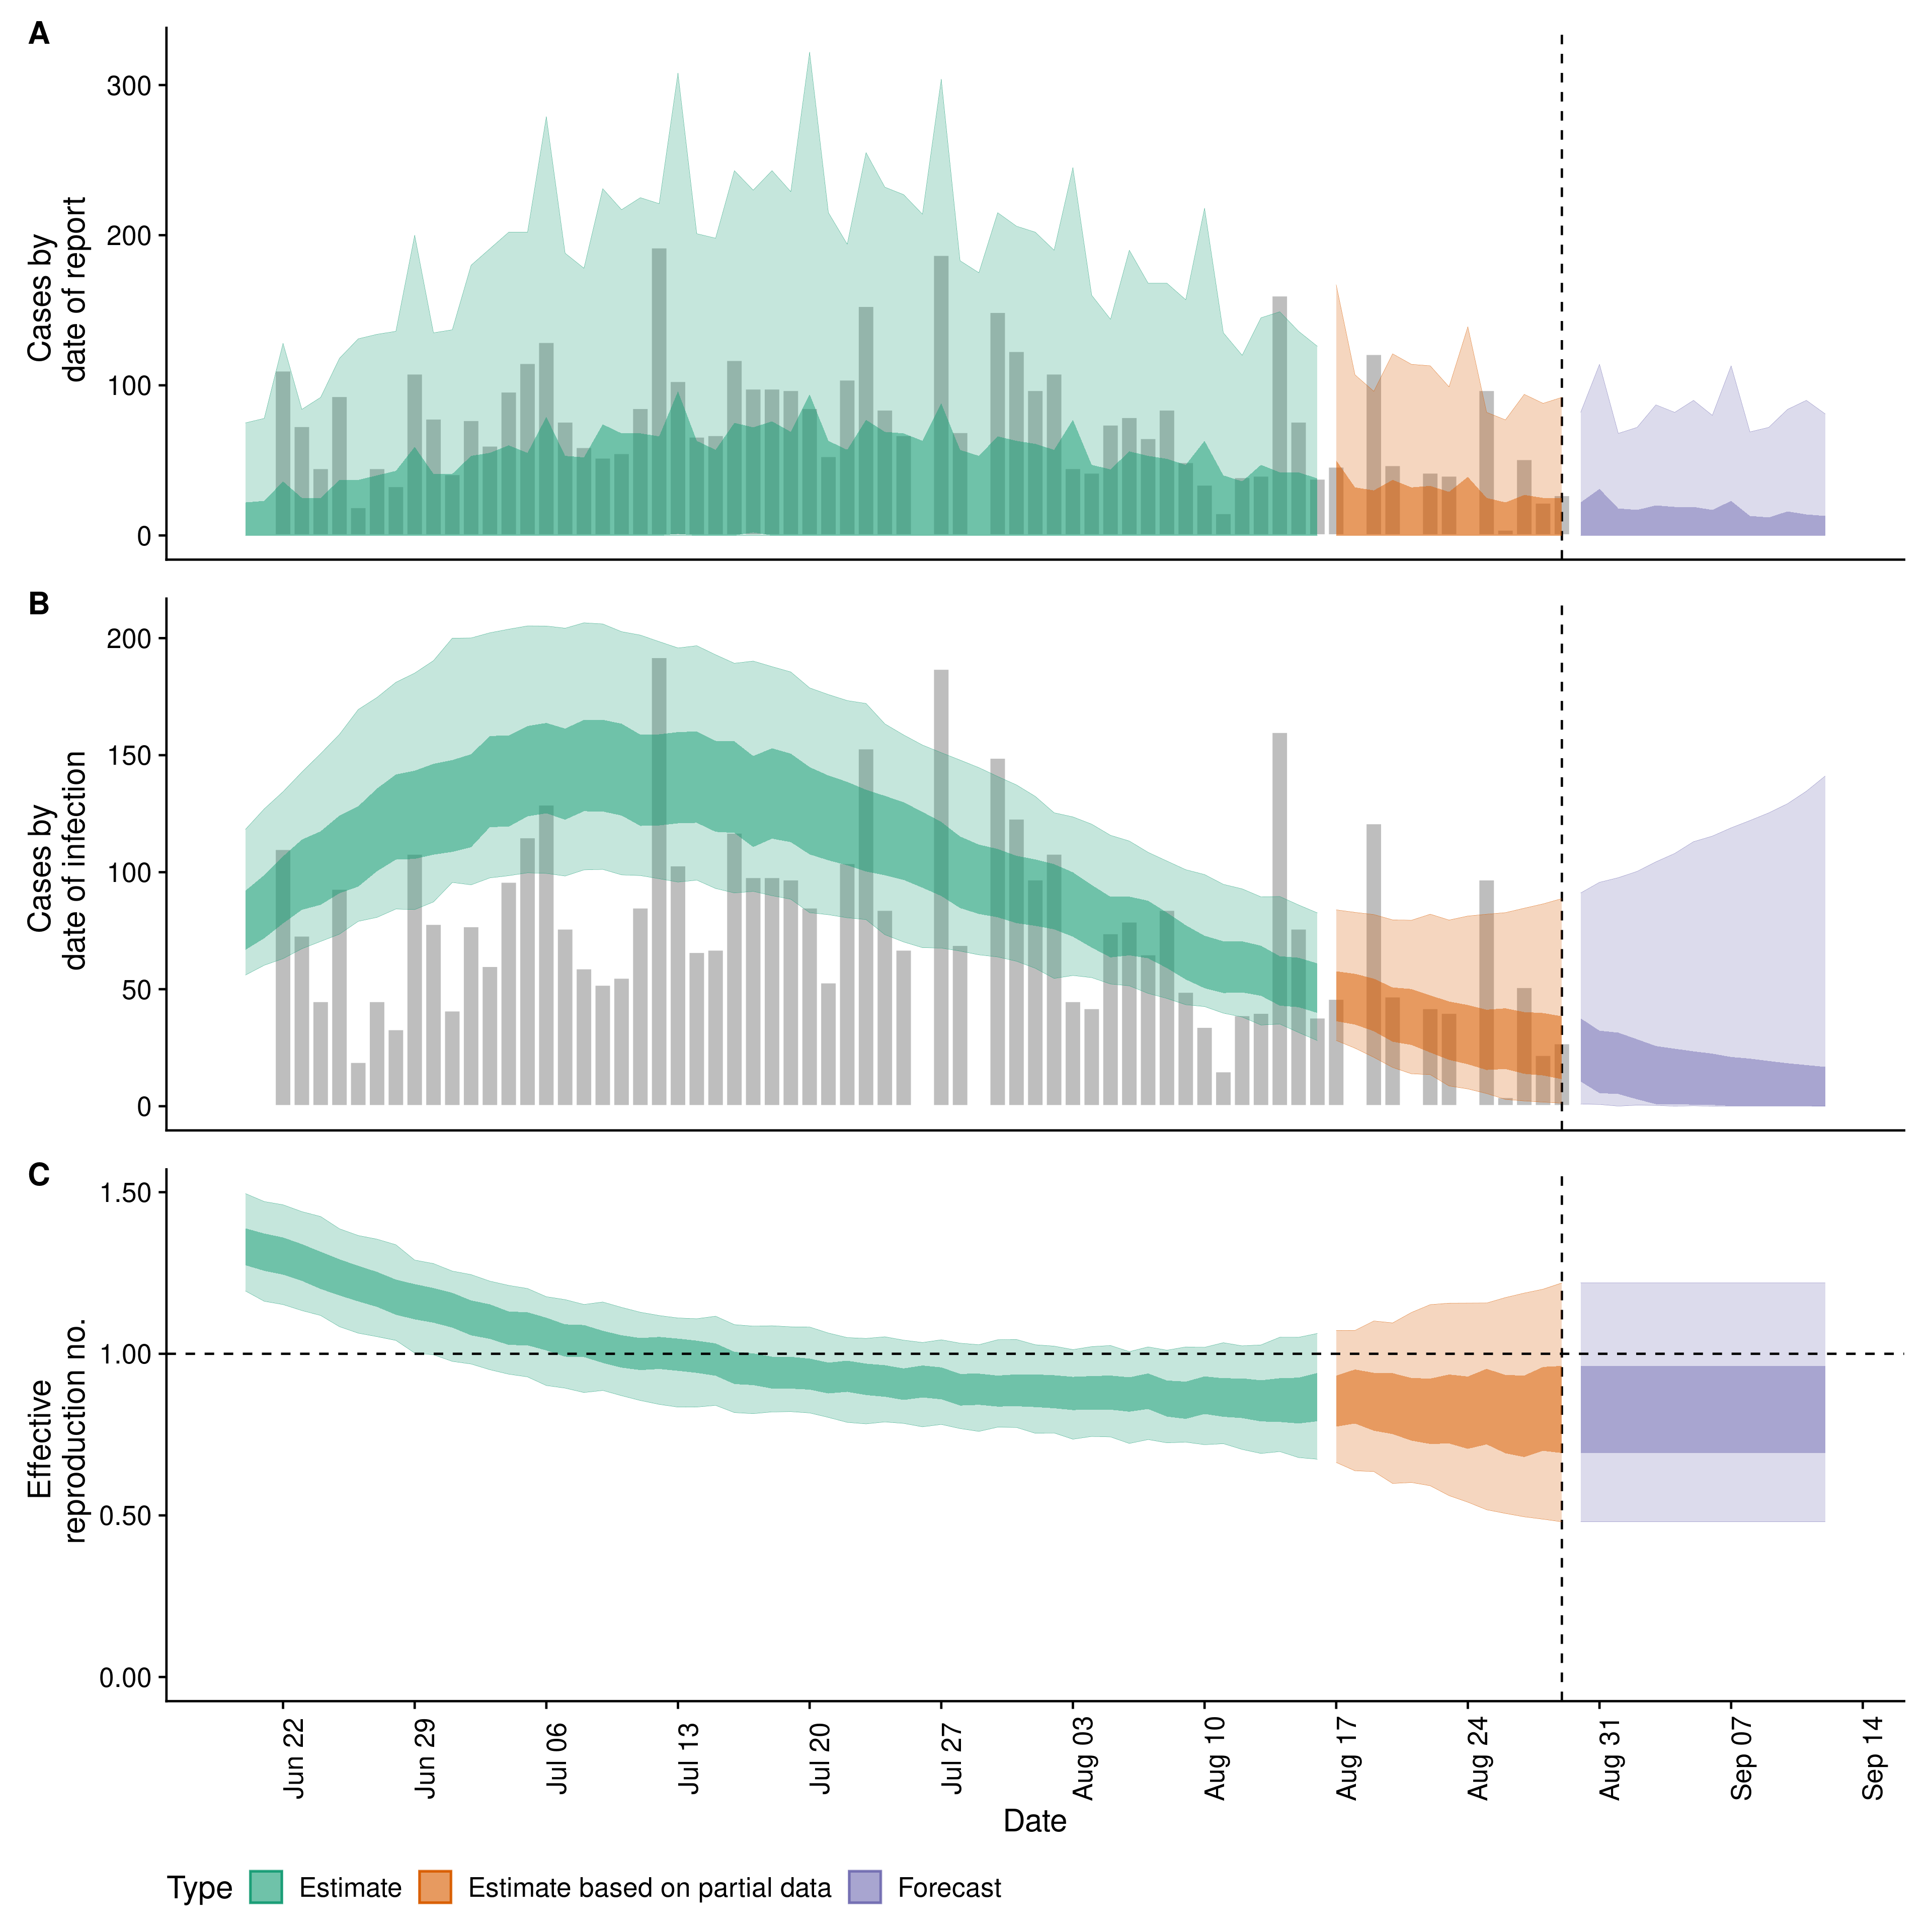 A
Cases by
date of report
300
200
100
0
B
Cases by
date of infection
200
150
100
50
0
C
Effective
reproduction no.
1.50
1.00
0.50
0.00
Jun 22
Jun 29
Jul 06
Jul 13
Jul 20
Jul 27
Aug 03
Aug 10
Aug 17
Aug 24
Aug 31
Sep 07
Sep 14
Date
Type Estimate Estimate based on partial data Forecast